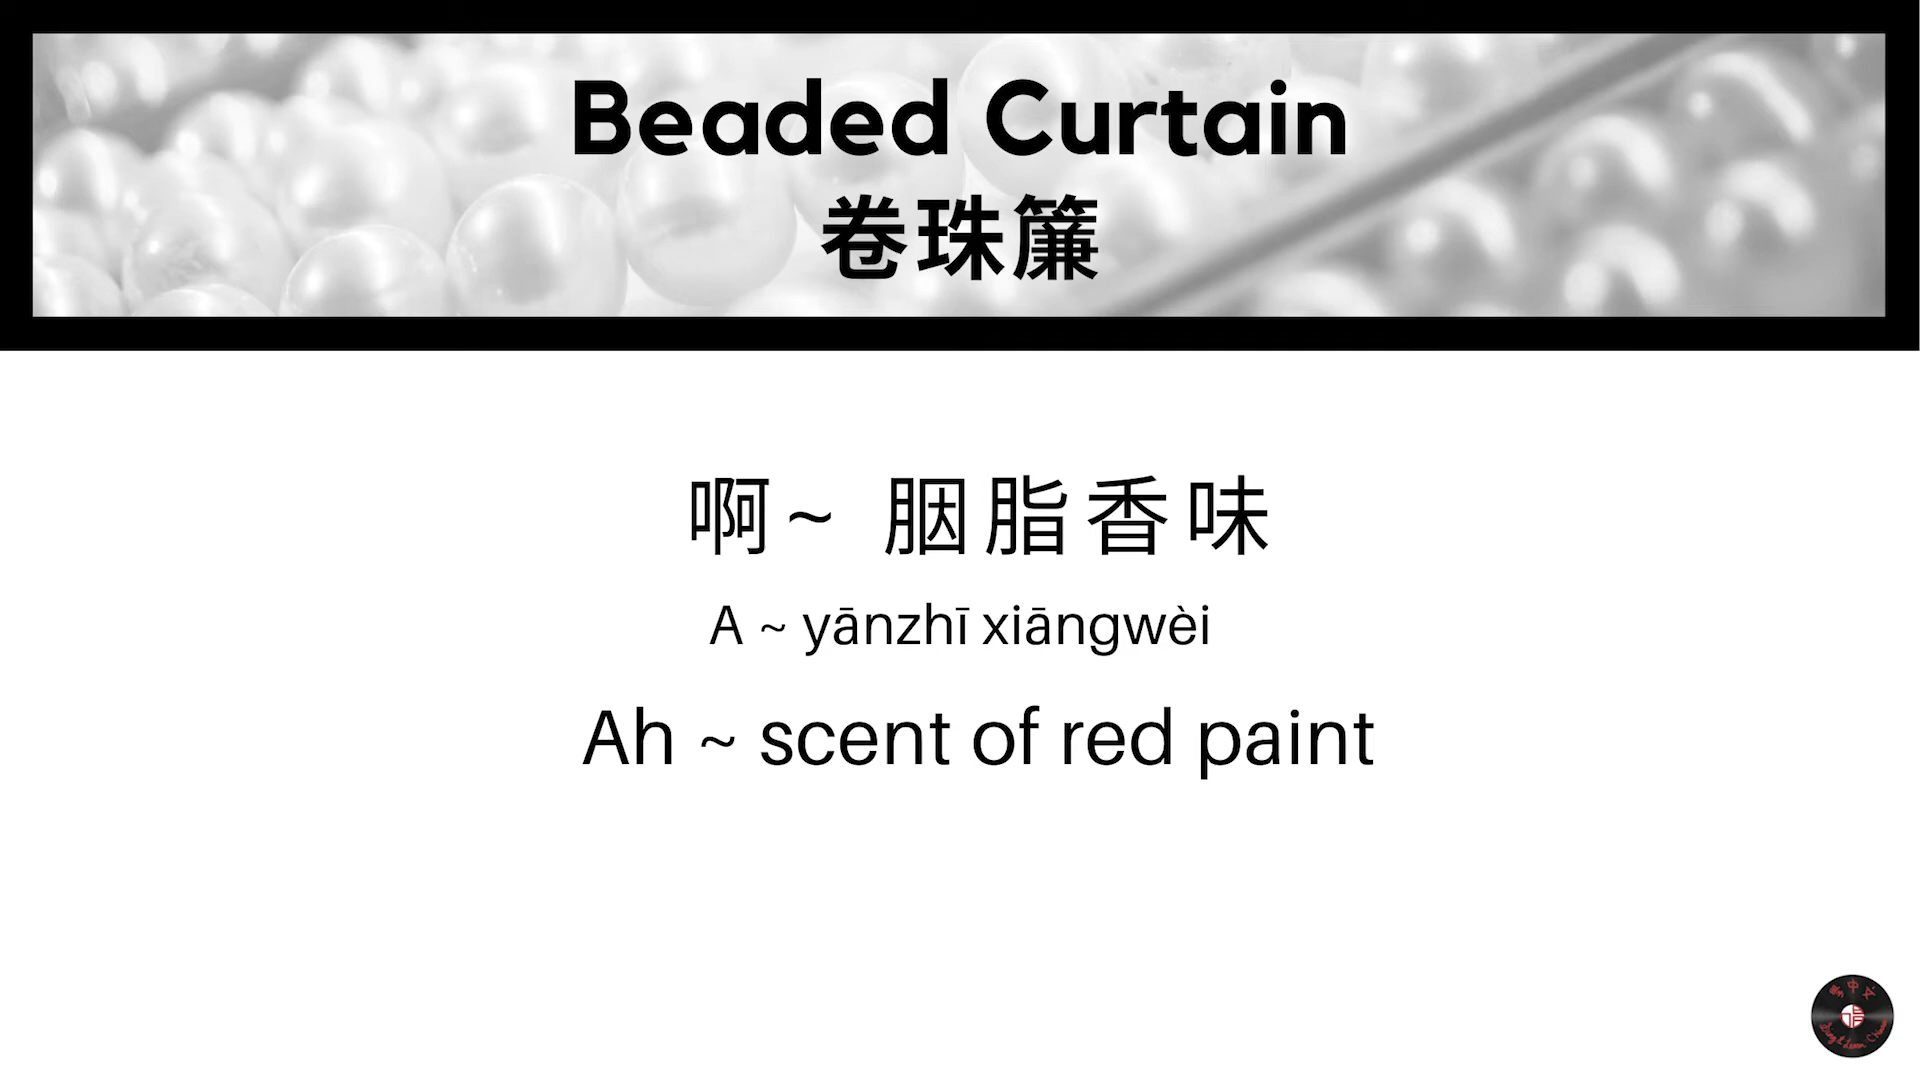 Beaded Curtain
卷珠簾
啊~ 胭脂香味
A ~ yānzhī xiāngwèi
Ah ~ scent of red paint